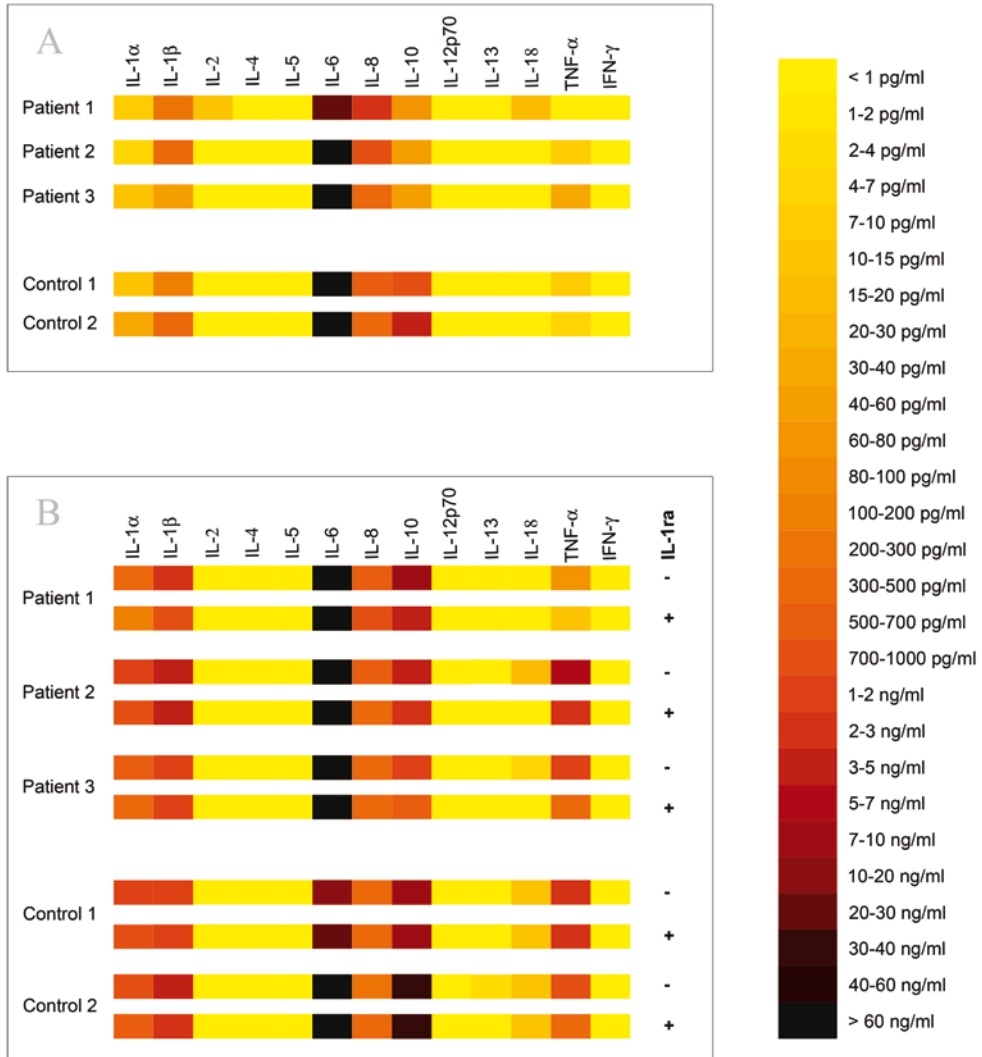 A
IL-1α IL-1β IL-2 IL-4 IL-5 IL-6 IL-8 IL-10 IL-12p70 IL-13 IL-18 TNF-α IFN-γ
Patient 1
Patient 2
Patient 3
Control 1
Control 2
B
IL-1α IL-1β IL-2 IL-4 IL-5 IL-6 IL-8 IL-10 IL-12p70 IL-13 IL-18 TNF-α IFN-γ IL-1ra
-
Patient 1
+
-
Patient 2
+
-
Patient 3
+
-
Control 1
+
-
Control 2
+
< 1 pg/ml
1-2 pg/ml
2-4 pg/ml
4-7 pg/ml
7-10 pg/ml
10-15 pg/ml
15-20 pg/ml
20-30 pg/ml
30-40 pg/ml
40-60 pg/ml
60-80 pg/ml
80-100 pg/ml
100-200 pg/ml
200-300 pg/ml
300-500 pg/ml
500-700 pg/ml
700-1000 pg/ml
1-2 ng/ml
2-3 ng/ml
3-5 ng/ml
5-7 ng/ml
7-10 ng/ml
10-20 ng/ml
20-30 ng/ml
30-40 ng/ml
40-60 ng/ml
> 60 ng/ml